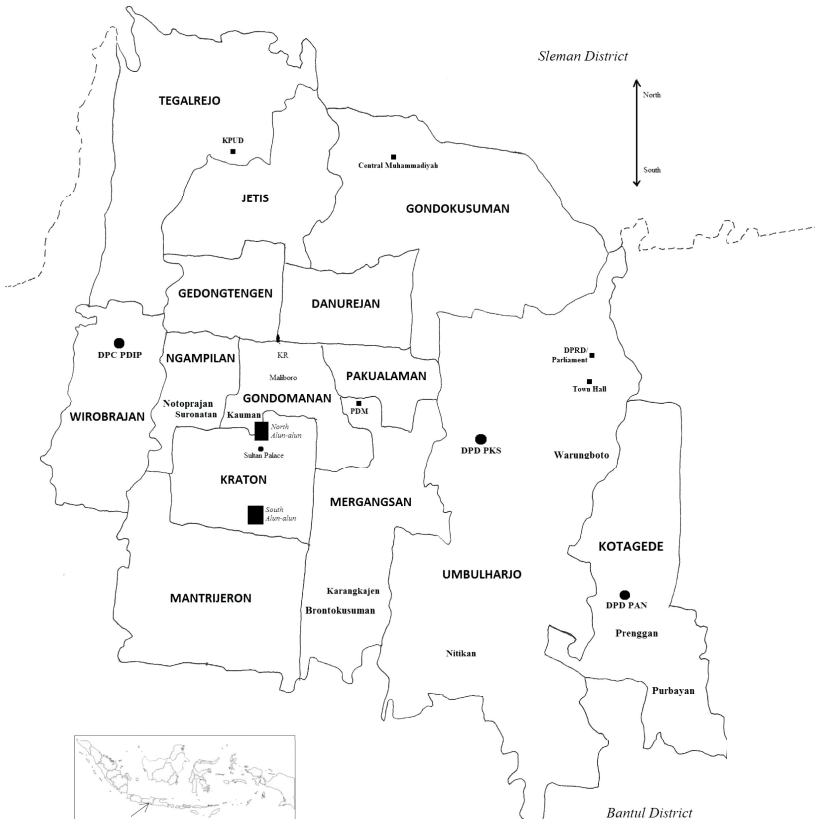 Sleman District
North
South
TEGALREJO
KPUD
Central Muhammadiyah
JETIS
GONDOKUSUMAN
GEDONGTENGEN
DANUREJAN
DPC PDIP
NGAMPILAN
KR
Maliboro
PAKUALAMAN
DPRD/
Parliament
Town Hall
Notoprajan
Suronatan
Kauman
GONDOMANAN
PDM
WIROBRAJAN
North
Alun-alun
Sultan Palace
DPD PKS
Warungboto
KRATON
MERGANGSAN
South
Alun-alun
KOTAGEDE
UMBULHARJO
MANTRIJERON
Karangkajen
Brontokusuman
DPD PAN
Prenggan
Nitikan
Purbayan
Bantul District